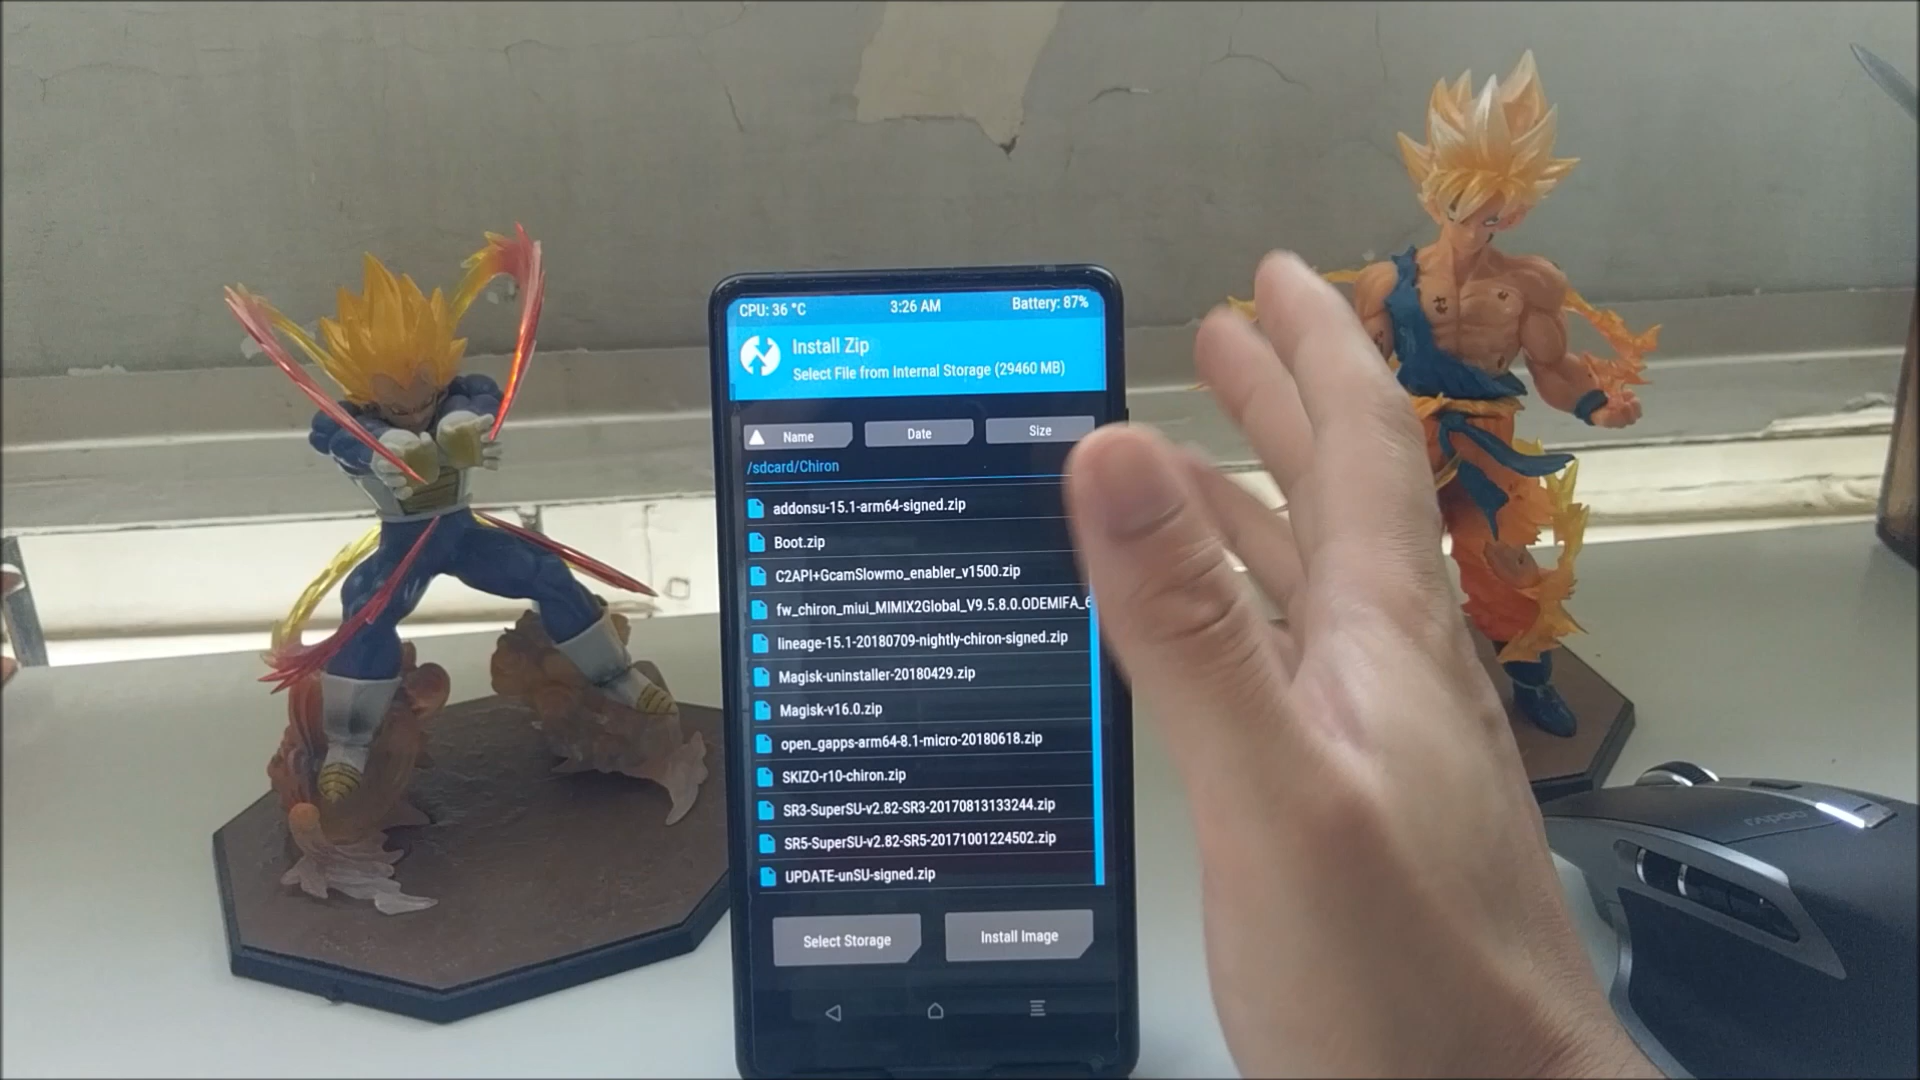 CPU: 36 °C 3:26 AM Battery: 87%
Install Zip
Select File from Internal Storage (29460 MB)
Name Date Size
/sdcard/Chiron
addonsu-15.1-arm64-signed.zip
Boot.zip
C2API+GcamSlowmo_enabler_v1500.zip
fw_chiron_miui_MIMIX2Global_V9.5.8.0.ODEMIFA_6
lineage-15.1-20180709-nightly-chiron-signed.zip
Magisk-uninstaller-20180429.zip
Magisk-v16.0.zip
open_gapps-arm64-8.1-micro-20180618.zip
SKIZO-r10-chiron.zip
SR3-SuperSU-v2.82-SR3-20170813133244.zip
SR5-SuperSU-v2.82-SR5-20171001224502.zip
UPDATE-unSU-signed.zip
Select Storage Install Image
rapoo